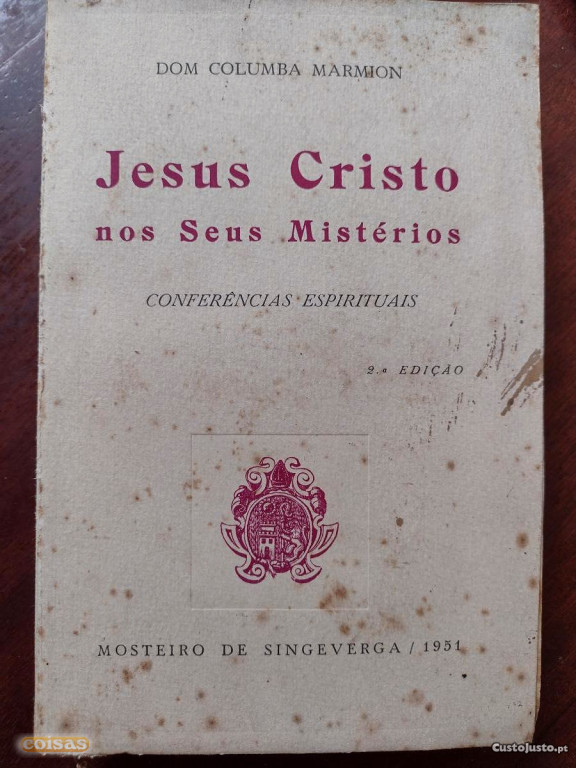 DOM COLUMBA MARMION
Jesus Cristo
nos Seus Mistérios
CONFERÊNCIAS ESPIRITUAIS
2.ª EDIÇÃO
MOSTEIRO DE SINGEVERGA / 1951
coisas
CustoJusto.pt